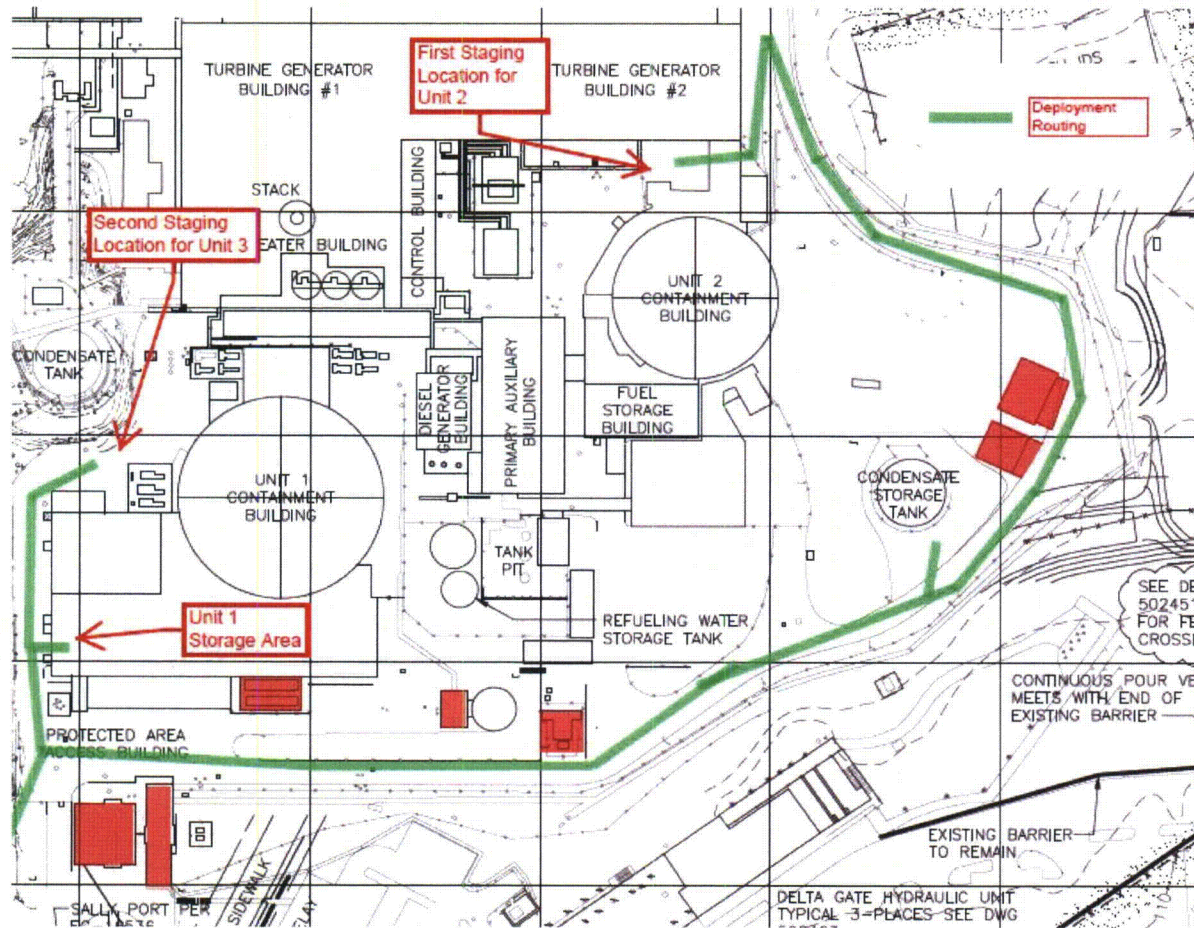 TURBINE GENERATOR
BUILDING #1
First Staging
Location for
Unit 2
TURBINE GENERATOR
BUILDING #2
Deployment
Routing
STACK
CONTROL BUILDING
Second Staging
Location for Unit 3
EATER BUILDING
UNIT 2
CONTAINMENT
BUILDING
CONDENSATE
TANK
DIESEL
GENERATOR
BUILDING
PRIMARY AUXILIARY
BUILDING
FUEL
STORAGE
BUILDING
UNIT 1
CONTAINMENT
BUILDING
CONDENSATE
STORAGE
TANK
TANK
PIT
Unit 1
Storage Area
REFUELING WATER
STORAGE TANK
SEE DE
50245
FOR FE
CROSS
CONTINUOUS POUR VE
MEETS WITH END OF
EXISTING BARRIER
PROTECTED AREA
ACCESS BUILDING
EXISTING BARRIER
TO REMAIN
SALLY PORT PER
SIDEWALK
DELTA GATE HYDRAULIC UNIT
TYPICAL 3-PLACES SEE DWG